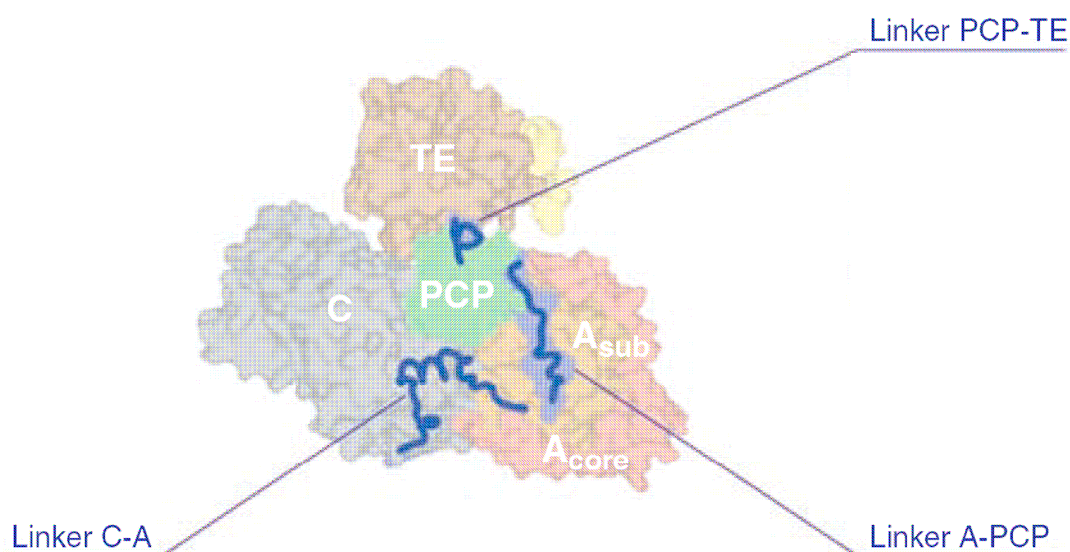 Linker PCP-TE
TE
C
PCP
Asub
Acore
Linker C-A
Linker A-PCP